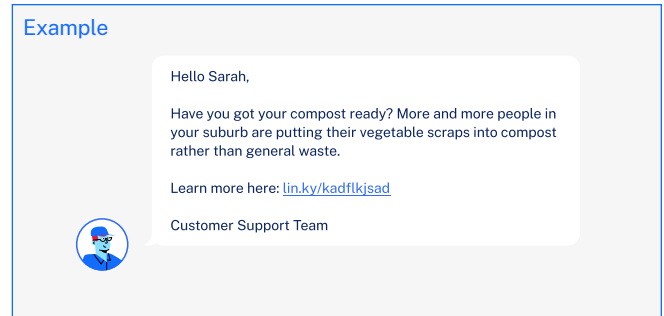 Example
Hello Sarah,
Have you got your compost ready? More and more people in
your suburb are putting their vegetable scraps into compost
rather than general waste.
Learn more here: lin.ky/kadflkjsad
Customer Support Team